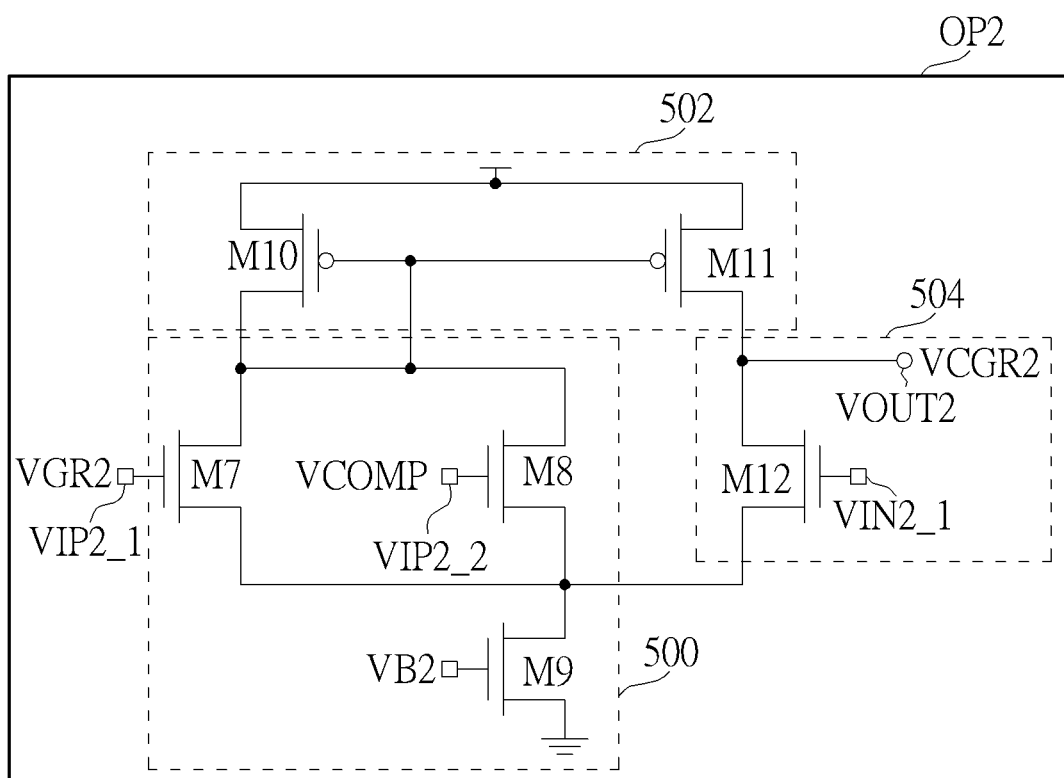 OP2
502
M10
M11
504
VCGR2
VOUT2
VGR2
M7
VCOMP
M8
M12
VIP2_1
VIP2_2
VIN2_1
VB2
M9
500